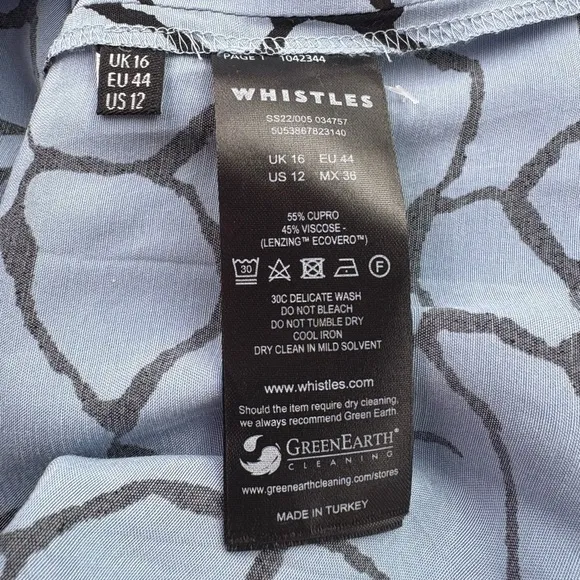 UK 16
EU 44
US 12
PAGE 1 1042344
WHISTLES
SS22/005 034757
5U53867823140
UK 16 EU 44
US 12 MX 36
55% CUPRO
45% VISCOSE -
(LENZING™ ECOVERO™)
30
F
30C DELICATE WASH
DO NOT BLEACH
DO NOT TUMBLE DRY
COOL IRON
DRY CLEAN IN MILD SOLVENT
www.whistles.com
Should the item require dry cleaning,
we always recommend Green Earth
GREENEARTH®
CLEANING
www.greenearthcleaning.com/stores
MADE IN TURKEY